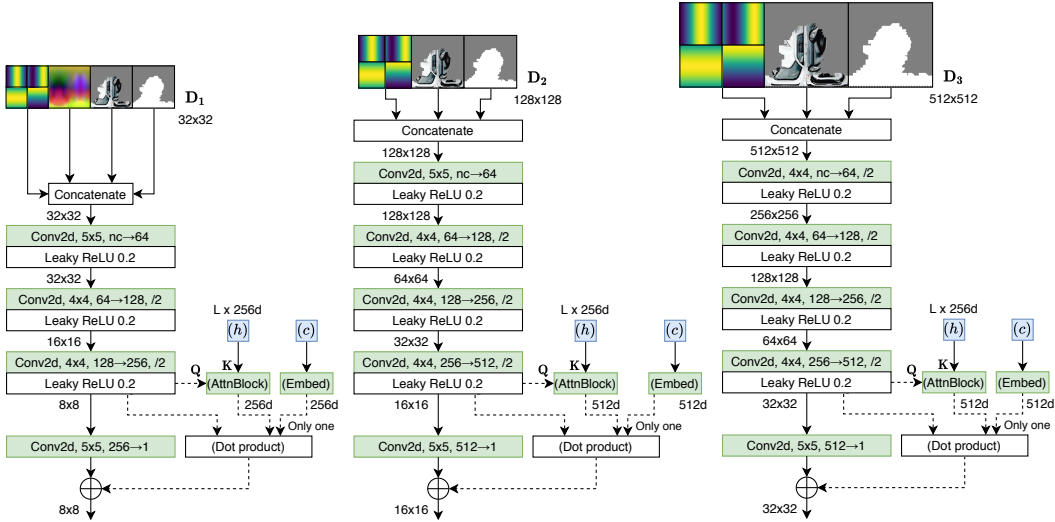 D₁
32x32
Concatenate
32x32
Conv2d, 5x5, nc→64
Leaky ReLU 0.2
32x32
Conv2d, 4x4, 64→128, /2
Leaky ReLU 0.2
16x16
Conv2d, 4x4, 128→256, /2
Leaky ReLU 0.2
8x8
Conv2d, 5x5, 256→1
8x8
L x 256d
(h)
(c)
Q
K
(AttnBlock)
(Embed)
256d
256d
Only one
(Dot product)
D₂
128x128
Concatenate
128x128
Conv2d, 5x5, nc→64
Leaky ReLU 0.2
128x128
Conv2d, 4x4, 64→128, /2
Leaky ReLU 0.2
64x64
Conv2d, 4x4, 128→256, /2
Leaky ReLU 0.2
32x32
Conv2d, 4x4, 256→512, /2
Leaky ReLU 0.2
16x16
Conv2d, 5x5, 512→1
16x16
L x 256d
(h)
(c)
Q
K
(AttnBlock)
(Embed)
512d
512d
Only one
(Dot product)
D₃
512x512
Concatenate
512x512
Conv2d, 4x4, nc→64, /2
Leaky ReLU 0.2
256x256
Conv2d, 4x4, 64→128, /2
Leaky ReLU 0.2
128x128
Conv2d, 4x4, 128→256, /2
Leaky ReLU 0.2
64x64
Conv2d, 4x4, 256→512, /2
Leaky ReLU 0.2
32x32
Conv2d, 5x5, 512→1
32x32
L x 256d
(h)
(c)
Q
K
(AttnBlock)
(Embed)
512d
512d
Only one
(Dot product)